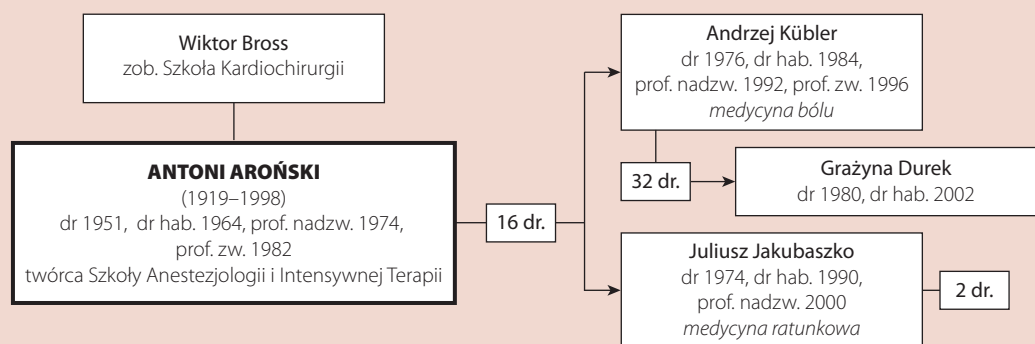 Wiktor Bross
zob. Szkoła Kardiochirurgii
ANTONI AROŃSKI
(1919–1998)
dr 1951, dr hab. 1964, prof. nadzw. 1974,
prof. zw. 1982
twórca Szkoły Anestezjologii i Intensywnej Terapii
16 dr.
Andrzej Kübler
dr 1976, dr hab. 1984,
prof. nadzw. 1992, prof. zw. 1996
medycyna bólu
32 dr.
Grażyna Durek
dr 1980, dr hab. 2002
Juliusz Jakubaszko
dr 1974, dr hab. 1990,
prof. nadzw. 2000
medycyna ratunkowa
2 dr.